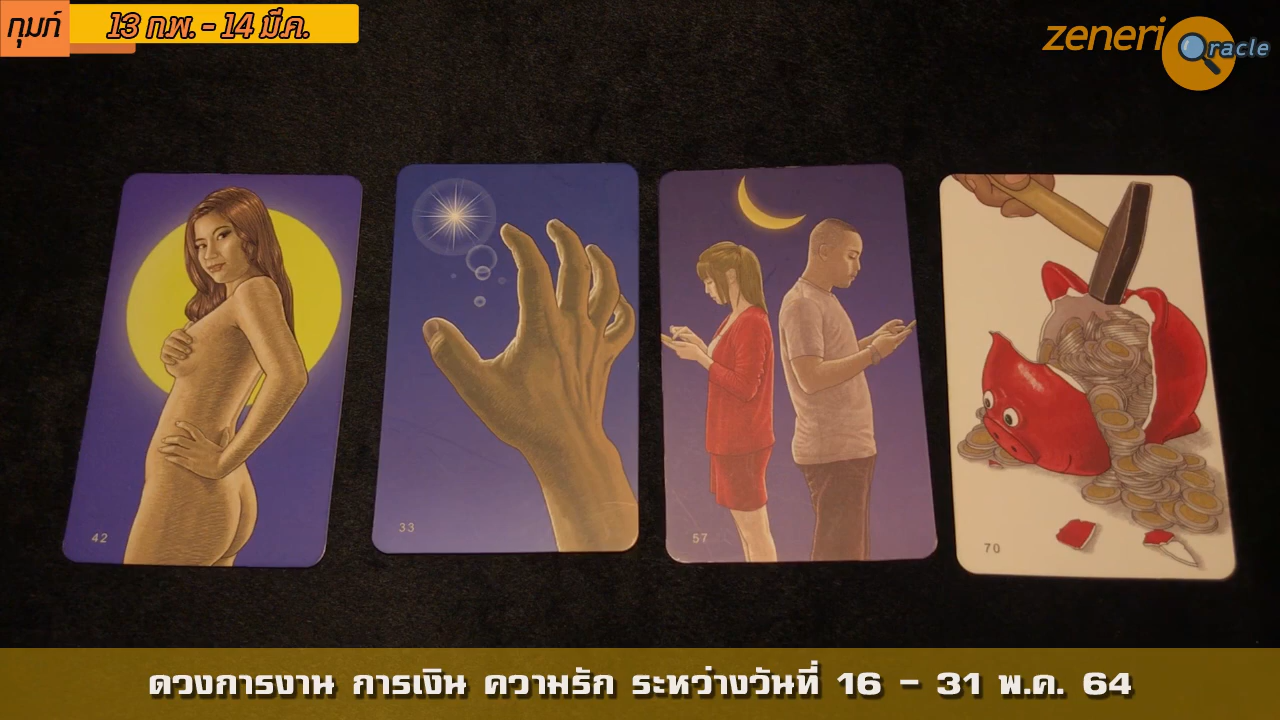 กุมภ์
13 ก.พ. - 14 มี.ค.
zeneri Oracle
42
33
57
70
ดวงการงาน การเงิน ความรัก ระหว่างวันที่ 16 - 31 พ.ค. 64